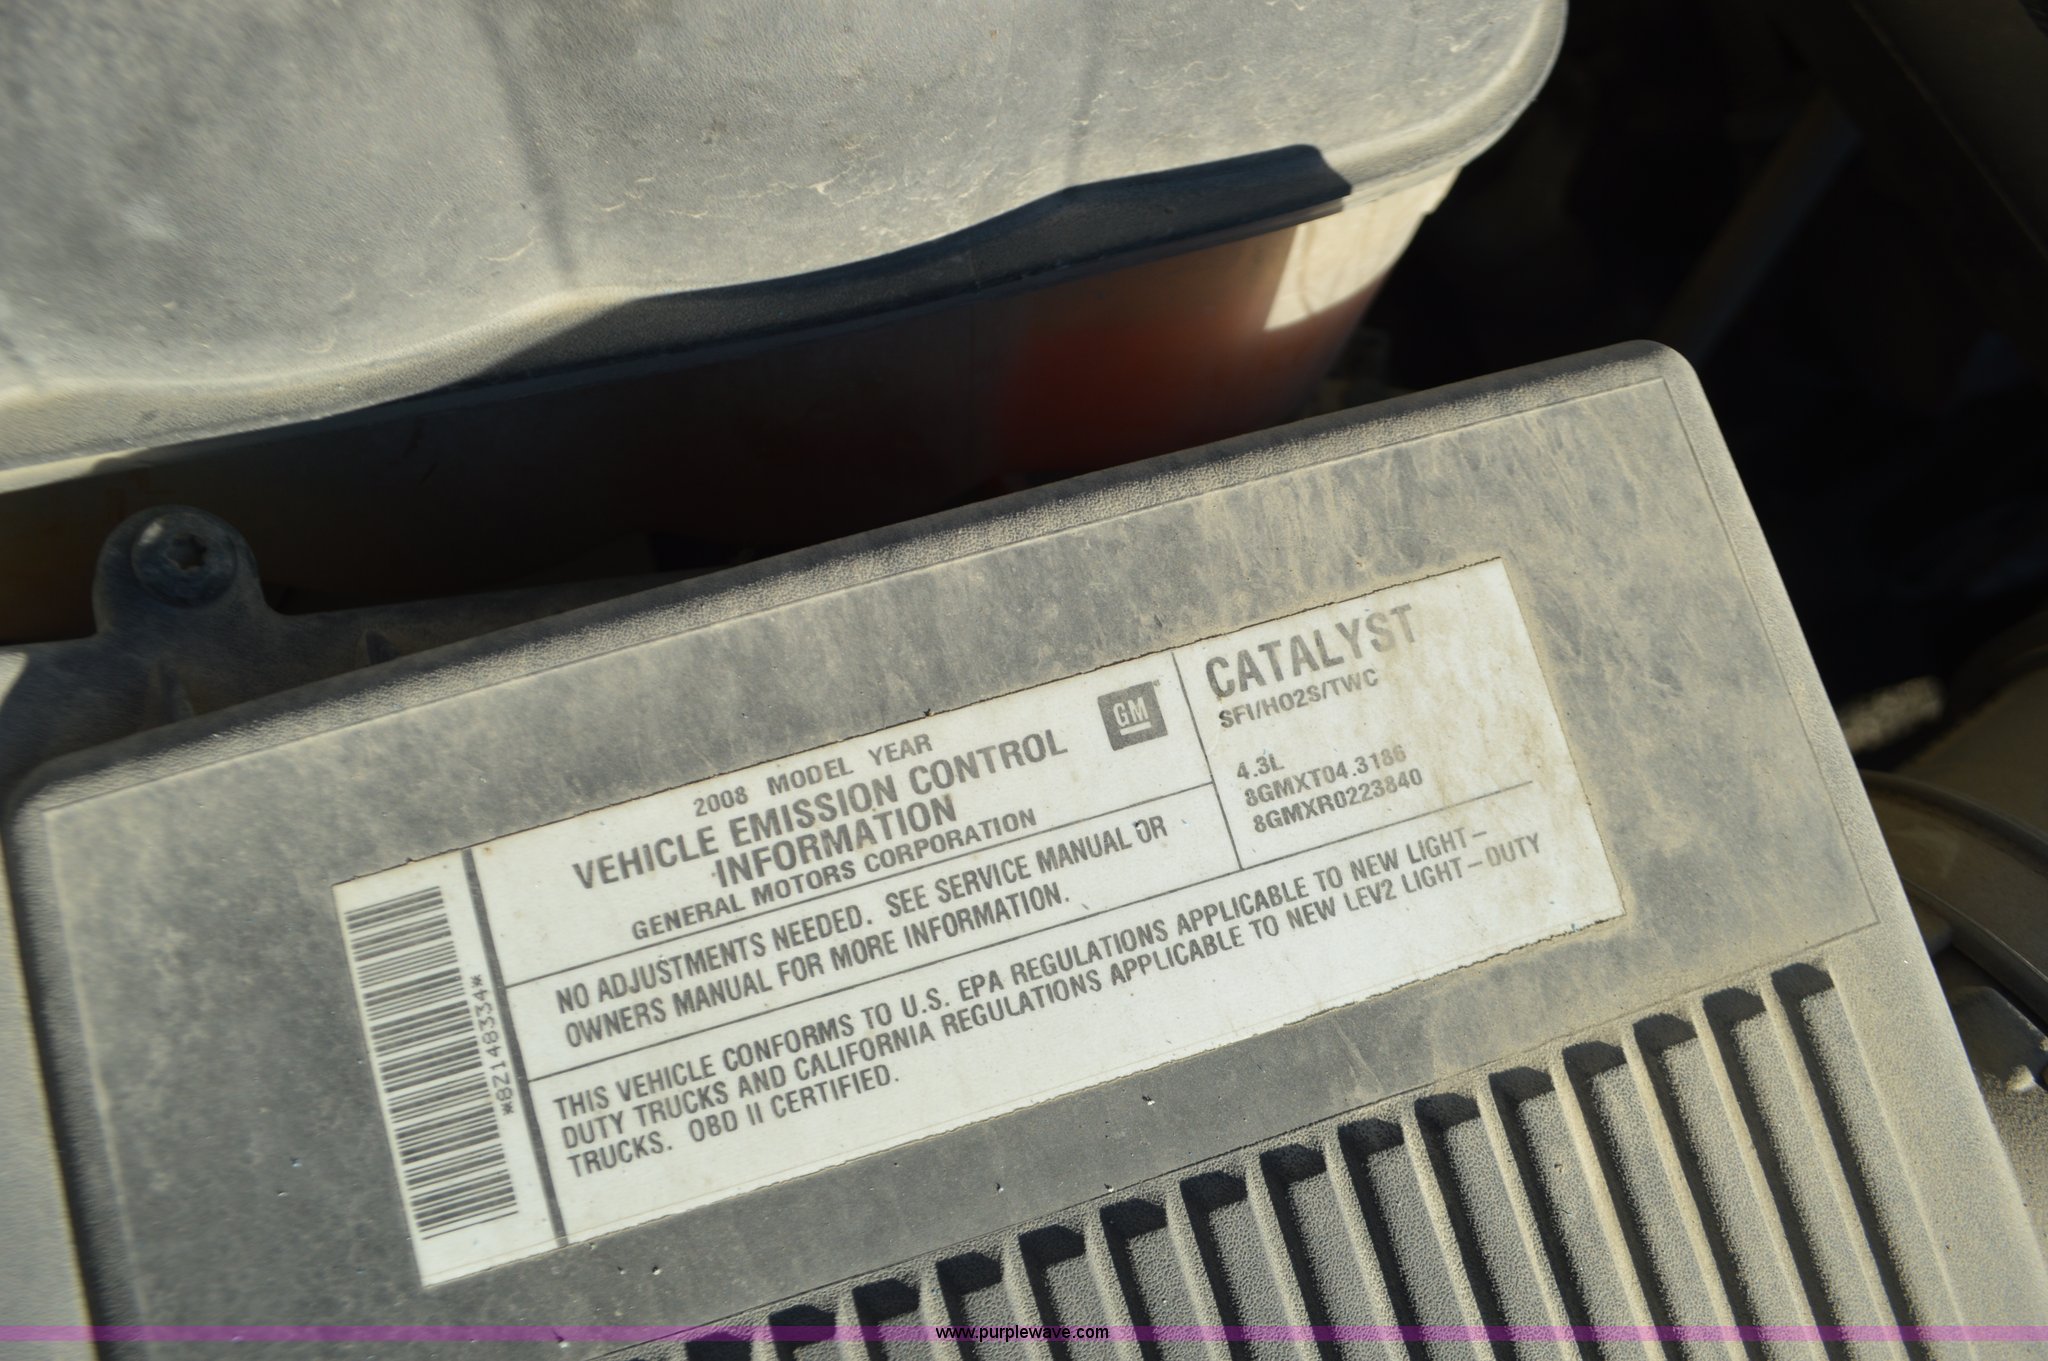 2008 MODEL YEAR
VEHICLE EMISSION CONTROL
INFORMATION
GENERAL MOTORS CORPORATION
GM
CATALYST
SFI/HO2S/TWC
4.3L
8GMXT04.3186
8GMXR0223840
NO ADJUSTMENTS NEEDED. SEE SERVICE MANUAL OR
OWNERS MANUAL FOR MORE INFORMATION.
THIS VEHICLE CONFORMS TO U.S. EPA REGULATIONS APPLICABLE TO NEW LIGHT-
DUTY TRUCKS AND CALIFORNIA REGULATIONS APPLICABLE TO NEW LEV2 LIGHT-DUTY
TRUCKS. OBD II CERTIFIED.
*8Z148334*
www.purplewave.com